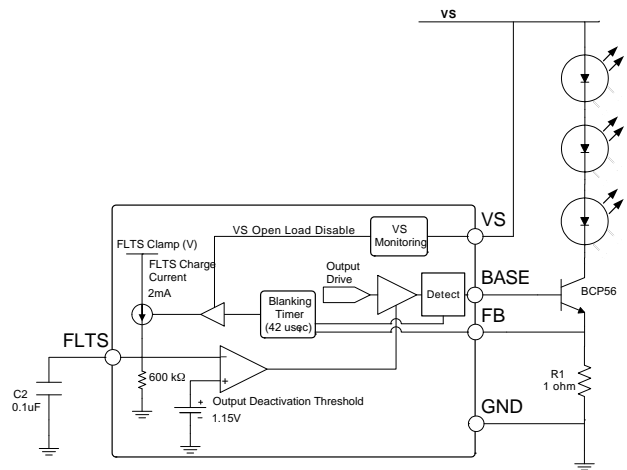 VS
VS
VS Open Load Disable
VS
Monitoring
FLTS Clamp (V)
FLTS Charge
Current
2mA
Output
Drive
BASE
BCP56
Detect
Blanking
Timer
(42 usec)
FB
FLTS
600 kΩ
R1
1 ohm
C2
0.1uF
Output Deactivation Threshold
1.15V
GND